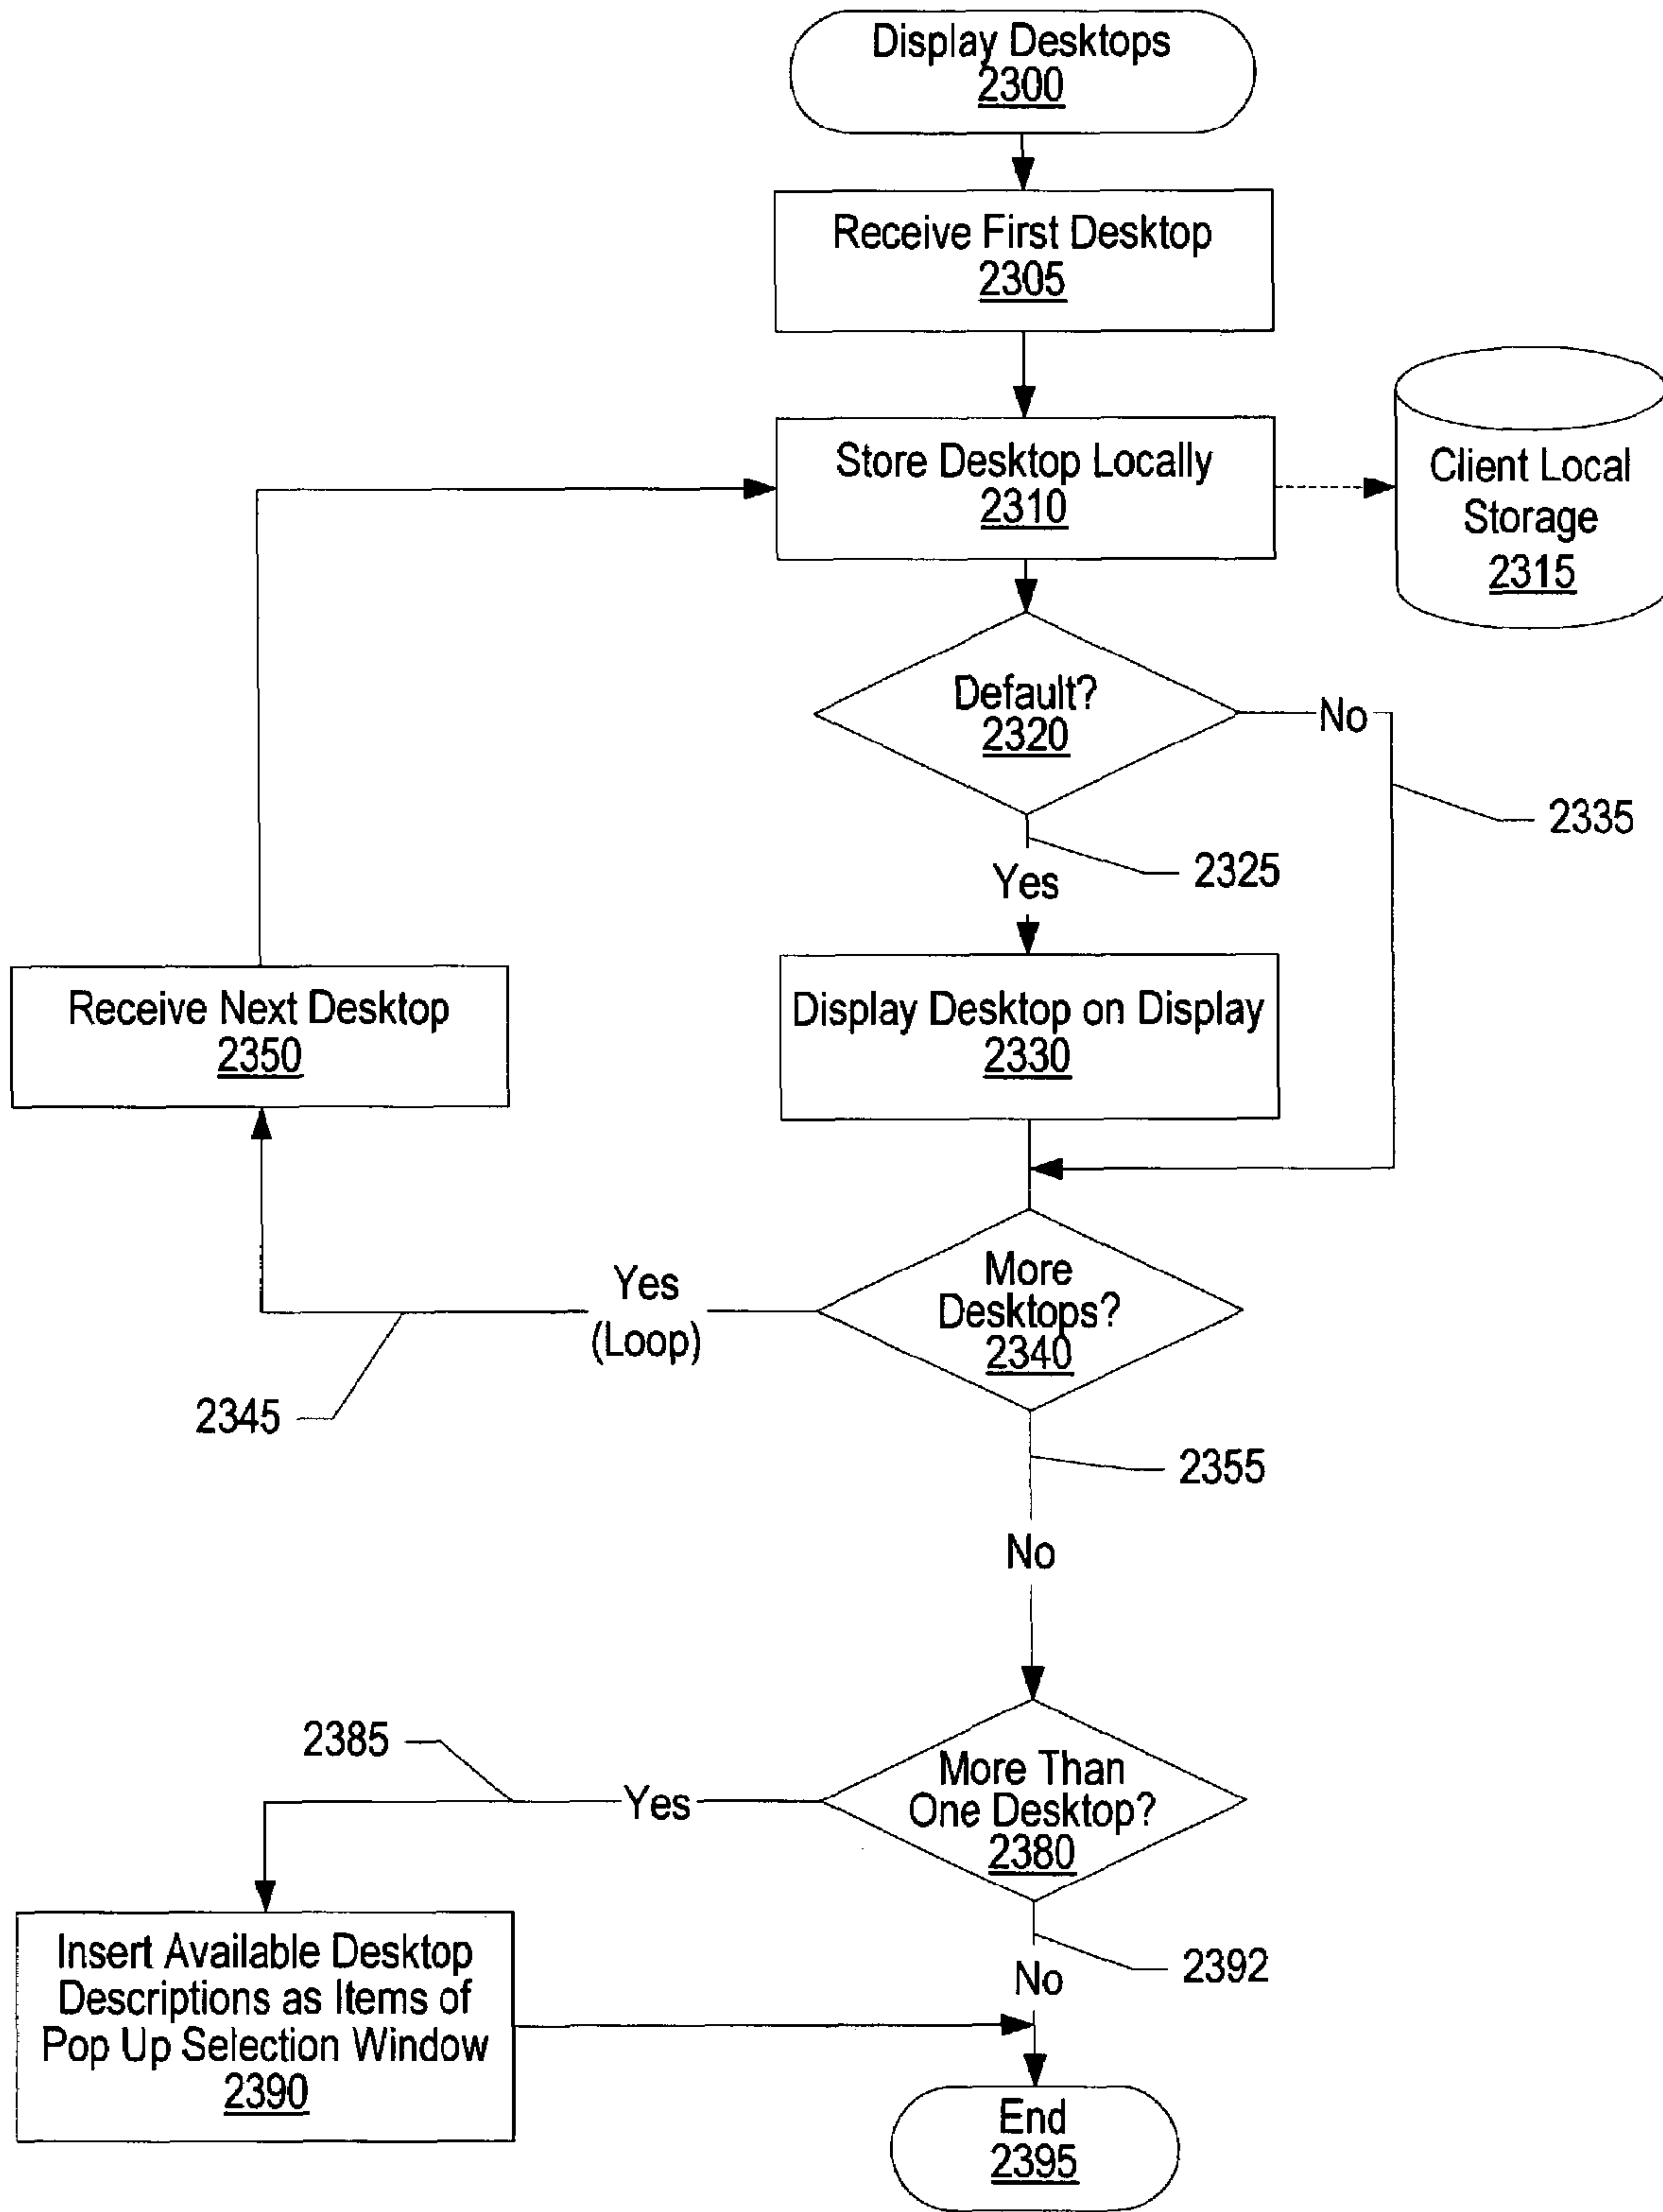 Display Desktops
2300
Receive First Desktop
2305
Store Desktop Locally
2310
Client Local
Storage
2315
Default?
2320
No
2335
2325
Yes
Receive Next Desktop
2350
Display Desktop on Display
2330
Yes
(Loop)
More
Desktops?
2340
2345
2355
No
2385
Yes
More Than
One Desktop?
2380
Insert Available Desktop
Descriptions as Items of
Pop Up Selection Window
2390
2392
No
End
2395